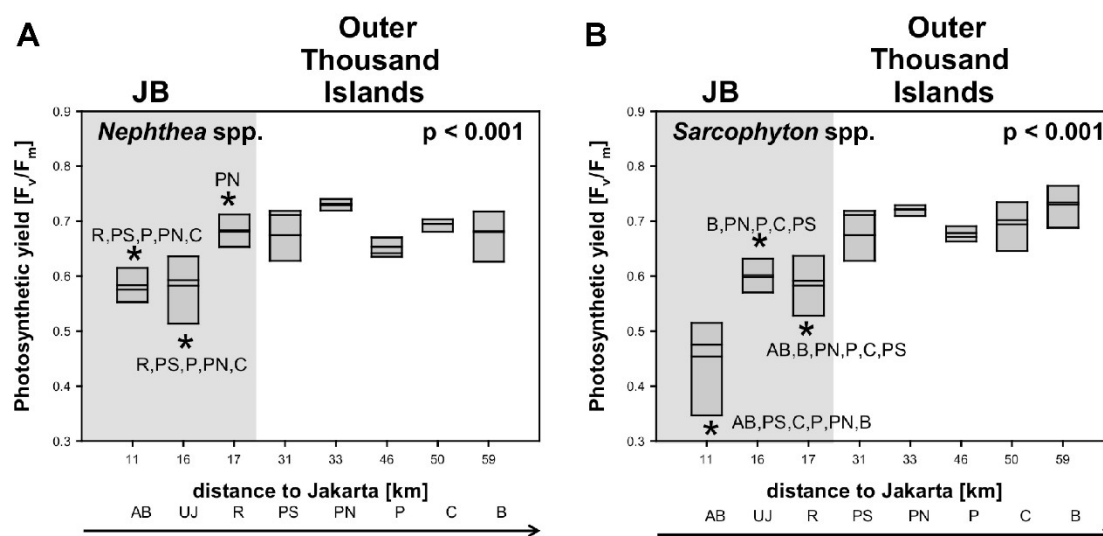 A
JB
Outer
Thousand
Islands
Nephthea spp.
p < 0.001
Photosynthetic yield [Fv/Fm]
0.9
0.8
0.7
0.6
0.5
0.4
0.3
PN
R,PS,P,PN,C
R,PS,P,PN,C
11 16 17 31 33 46 50 59
distance to Jakarta [km]
AB UJ R PS PN P C B
B
JB
Outer
Thousand
Islands
Sarcophyton spp.
p < 0.001
Photosynthetic yield [Fv/Fm]
0.9
0.8
0.7
0.6
0.5
0.4
0.3
B,PN,P,C,PS
AB,B,PN,P,C,PS
AB,PS,C,P,PN,B
11 16 17 31 33 46 50 59
distance to Jakarta [km]
AB UJ R PS PN P C B